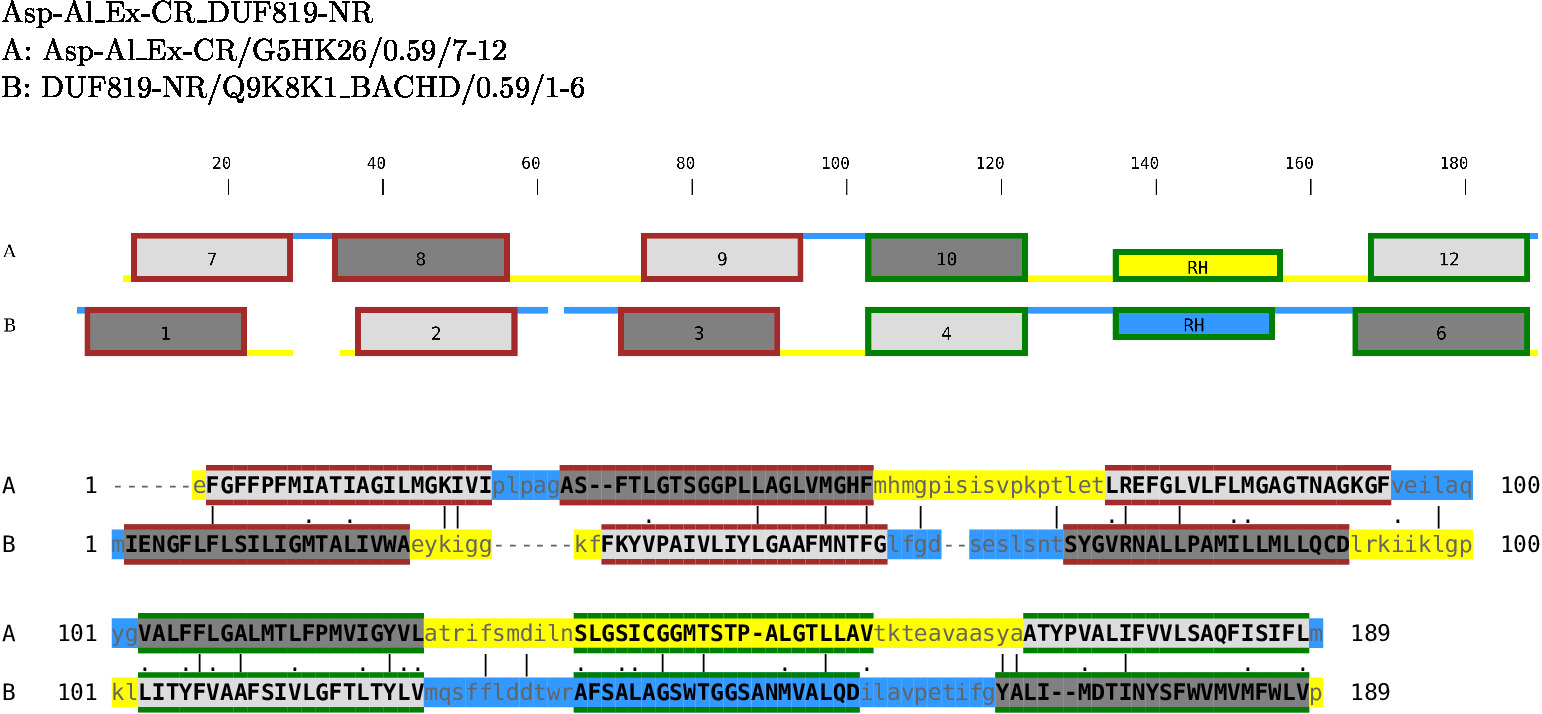 Asp-Al_Ex-CR_DUF819-NR
A: Asp-Al_Ex-CR/G5HK26/0.59/7-12
B: DUF819-NR/Q9K8K1_BACHD/0.59/1-6
20 40 60 80 100 120 140 160 180
A 7 8 9 10 RH 12
B 1 2 3 4 RH 6
A 1 ------eFGFFPFMIATIAGILMGKIVIplpagAS--FTLGTSGGPLLAGLVMGHFmhmgpisisvpkptletLREFGLVLFLMGAGTNAGKGFveilaq 100
B 1 mIENGFLFLSILIGMTALIVWAeykigg------kfFKYVPAIVLIYLGAAFMNTFGlfgd--seslsntSYGVRNALLPAMILLMLLQCDlrkiiklgp 100
A 101 ygVALFFLGALMTLFPMVIGYVLatrifsmdilnSLGSICGGMTSTP-ALGTLLAVtkteavaasyaATYPVALIFVVLSAQFISIFLm 189
B 101 klLITYFVAAFSIVLGFTLTYLVmqsfflddtwrAFSALAGSWTGGSANMVALQDilavpetifgYALI--MDTINYSFWVMVMFWLVp 189